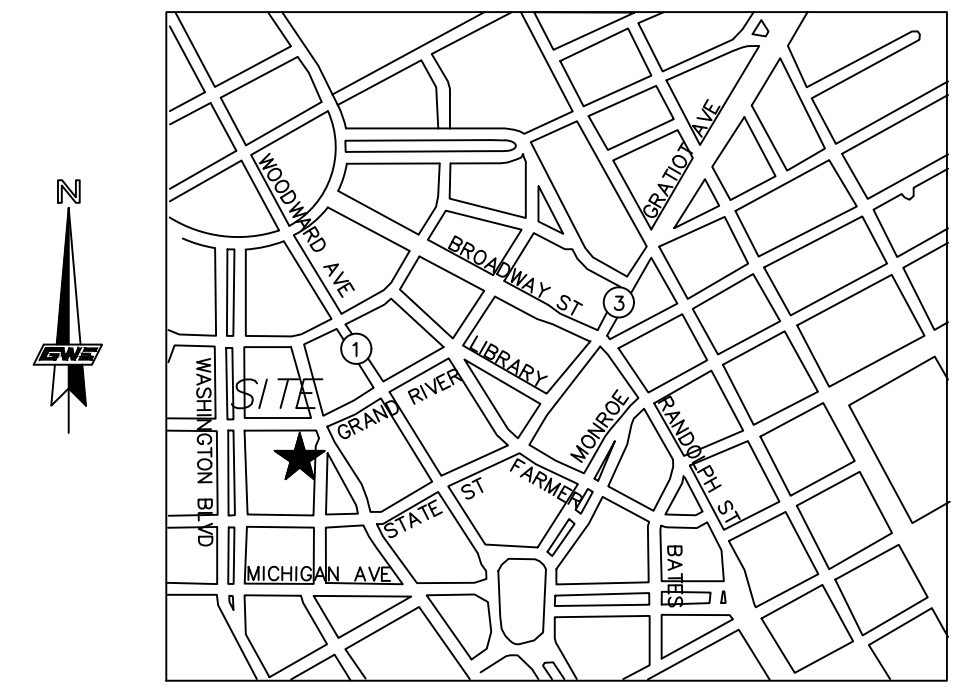 N
GWE
WOODWARD AVE
GRATIOT AVE
BROADWAY ST
3
1
LIBRARY
WASHINGTON BLVD
SITE
GRAND RIVER
MONROE
RANDOLPH ST
FARMER
STATE ST
MICHIGAN AVE
BATES